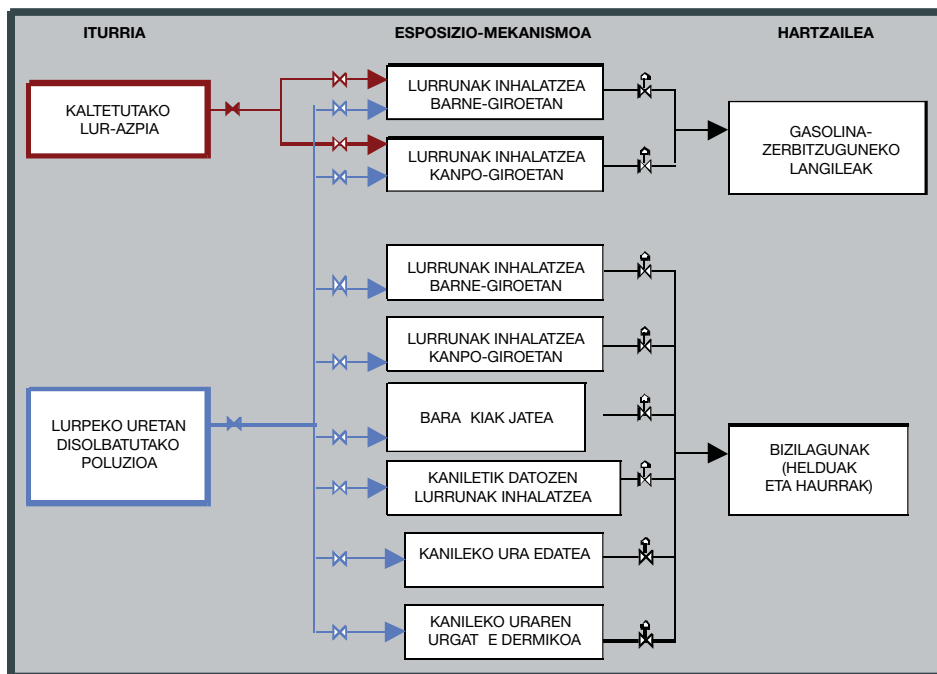 ITURRIA
ESPOSIZIO-MEKANISMOA
HARTZAILEA
KALTETUTAKO
LUR-AZPIA
LURRUNAK INHALATZEA
BARNE-GIROETAN
LURRUNAK INHALATZEA
KANPO-GIROETAN
GASOLINA-
ZERBITZUGUNEKO
LANGILEAK
LURRUNAK INHALATZEA
BARNE-GIROETAN
LURRUNAK INHALATZEA
KANPO-GIROETAN
LURPEKO URETAN
DISOLBATUTAKO
POLUZIOA
BARA KIAK JATEA
KANILETIK DATOZEN
LURRUNAK INHALATZEA
KANILEKO URA EDATEA
KANILEKO URAREN
URGAT E DERMIKOA
BIZILAGUNAK
(HELDUAK
ETA HAURRAK)